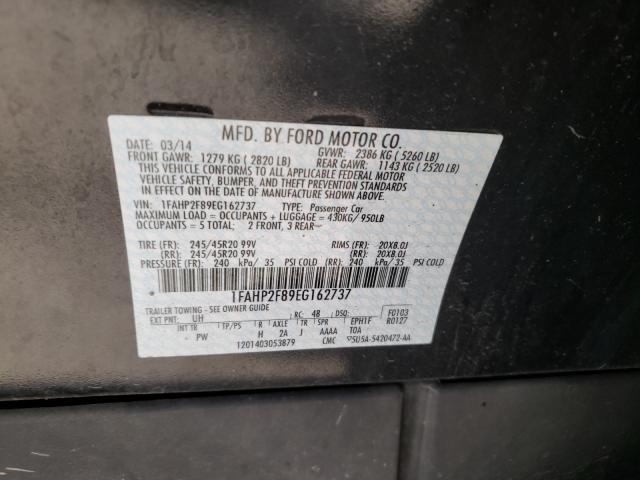 MFD. BY FORD MOTOR CO.
DATE: 03/14 GVWR: 2386 KG ( 5260 LB)
FRONT GAWR: 1279 KG ( 2820 LB) REAR GAWR: 1143 KG ( 2520 LB)
THIS VEHICLE CONFORMS TO ALL APPLICABLE FEDERAL MOTOR
VEHICLE SAFETY, BUMPER, AND THEFT PREVENTION STANDARDS
IN EFFECT ON THE DATE OF MANUFACTURE SHOWN ABOVE.
VIN: 1FAHP2F89EG162737 TYPE: Passenger Car
MAXIMUM LOAD = OCCUPANTS + LUGGAGE = 430KG/ 950LB
OCCUPANTS = 5 TOTAL: 2 FRONT, 3 REAR
TIRE (FR): 245/45R20 99V RIMS (FR): 20X8.0J
(RR): 245/45R20 99V (RR): 20X8.0J
PRESSURE (FR): 240 kPa/ 35 PSI COLD (RR): 240 kPa/ 35 PSI COLD
1FAHP2F89EG162737
TRAILER TOWING - SEE OWNER GUIDE
EXT PNT: UH RC: 48 DSO: F0103
R0127
INT TR TP/PS R AXLE TR SPR EPH1F
PW H 2A J AAAA TOA
1201403053879 CMC 5U5A-5420472-AA